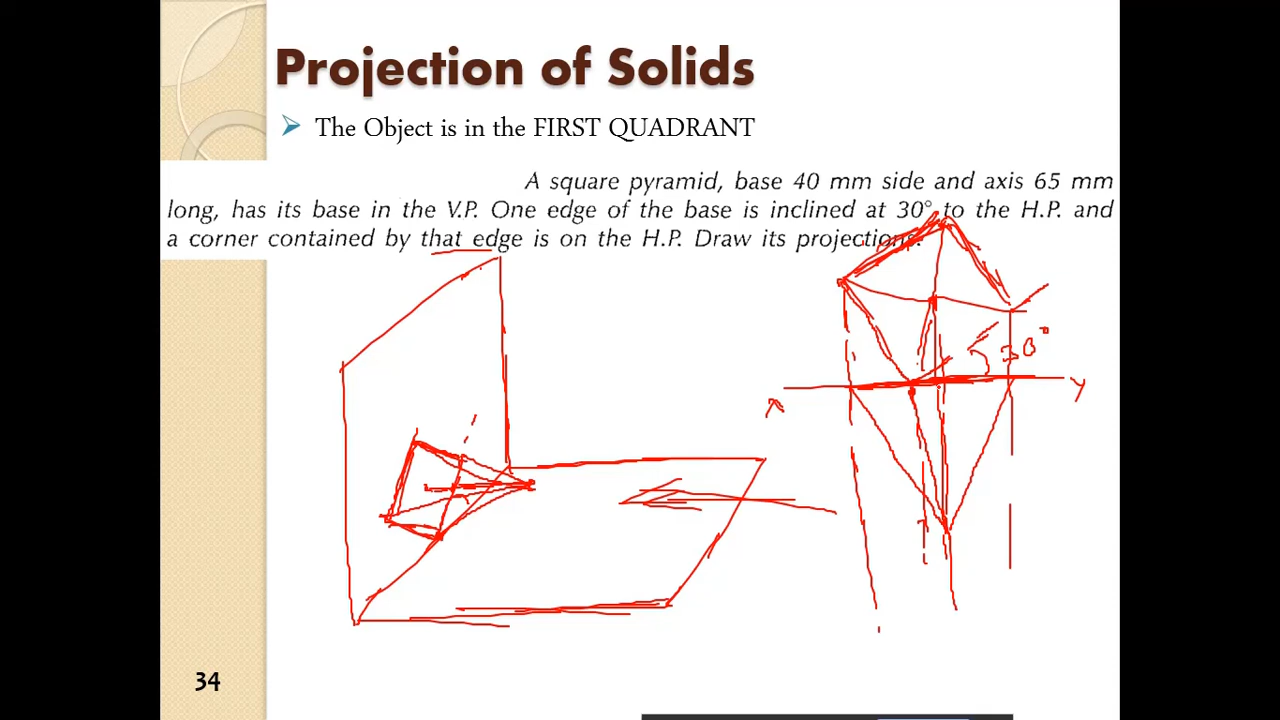 Projection of Solids
The Object is in the FIRST QUADRANT
A square pyramid, base 40 mm side and axis 65 mm
long, has its base in the V.P. One edge of the base is inclined at 30° to the H.P. and
a corner contained by that edge is on the H.P. Draw its projections.
30°
X Y
34